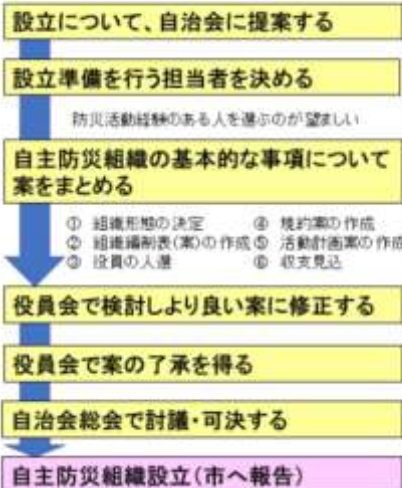 設立について、自治会に提案する
設立準備を行う担当者を決める
防災活動経験のある人を選ぶのが望ましい
自主防災組織の基本的な事項について
案をまとめる
① 組織形態の決定 ④ 規約案の作成
② 組織編制表(案)の作成 ⑤ 活動計画案の作成
③ 役員の人選 ⑥ 収支見込
役員会で検討しより良い案に修正する
役員会で案の了承を得る
自治会総会で討議・可決する
自主防災組織設立(市へ報告)